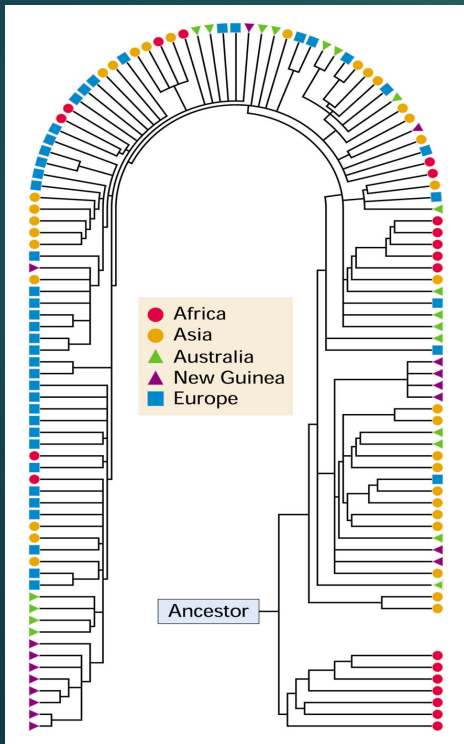 Africa
Asia
Australia
New Guinea
Europe
Ancestor